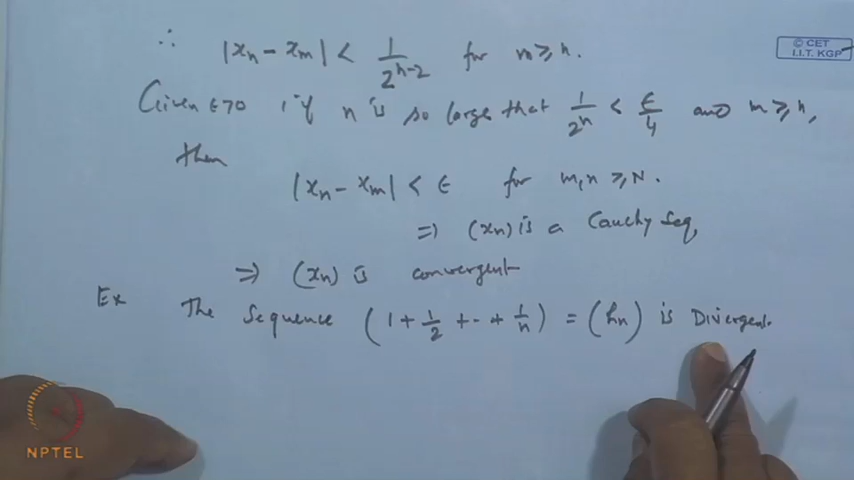 © CET
I.I.T. KGP
∴ |xn − xm| < 1/2^(n−2) for m ≥ n.
Given ε>0 if n is so large that 1/2^n < ε/4 and m ≥ n,
then
|xn − xm| < ε for m,n ≥ N.
⇒ (xn) is a Cauchy Seq,
⇒ (xn) is convergent
Ex The Sequence (1 + 1/2 + -- + 1/n) = (hn) is Divergent.
NPTEL